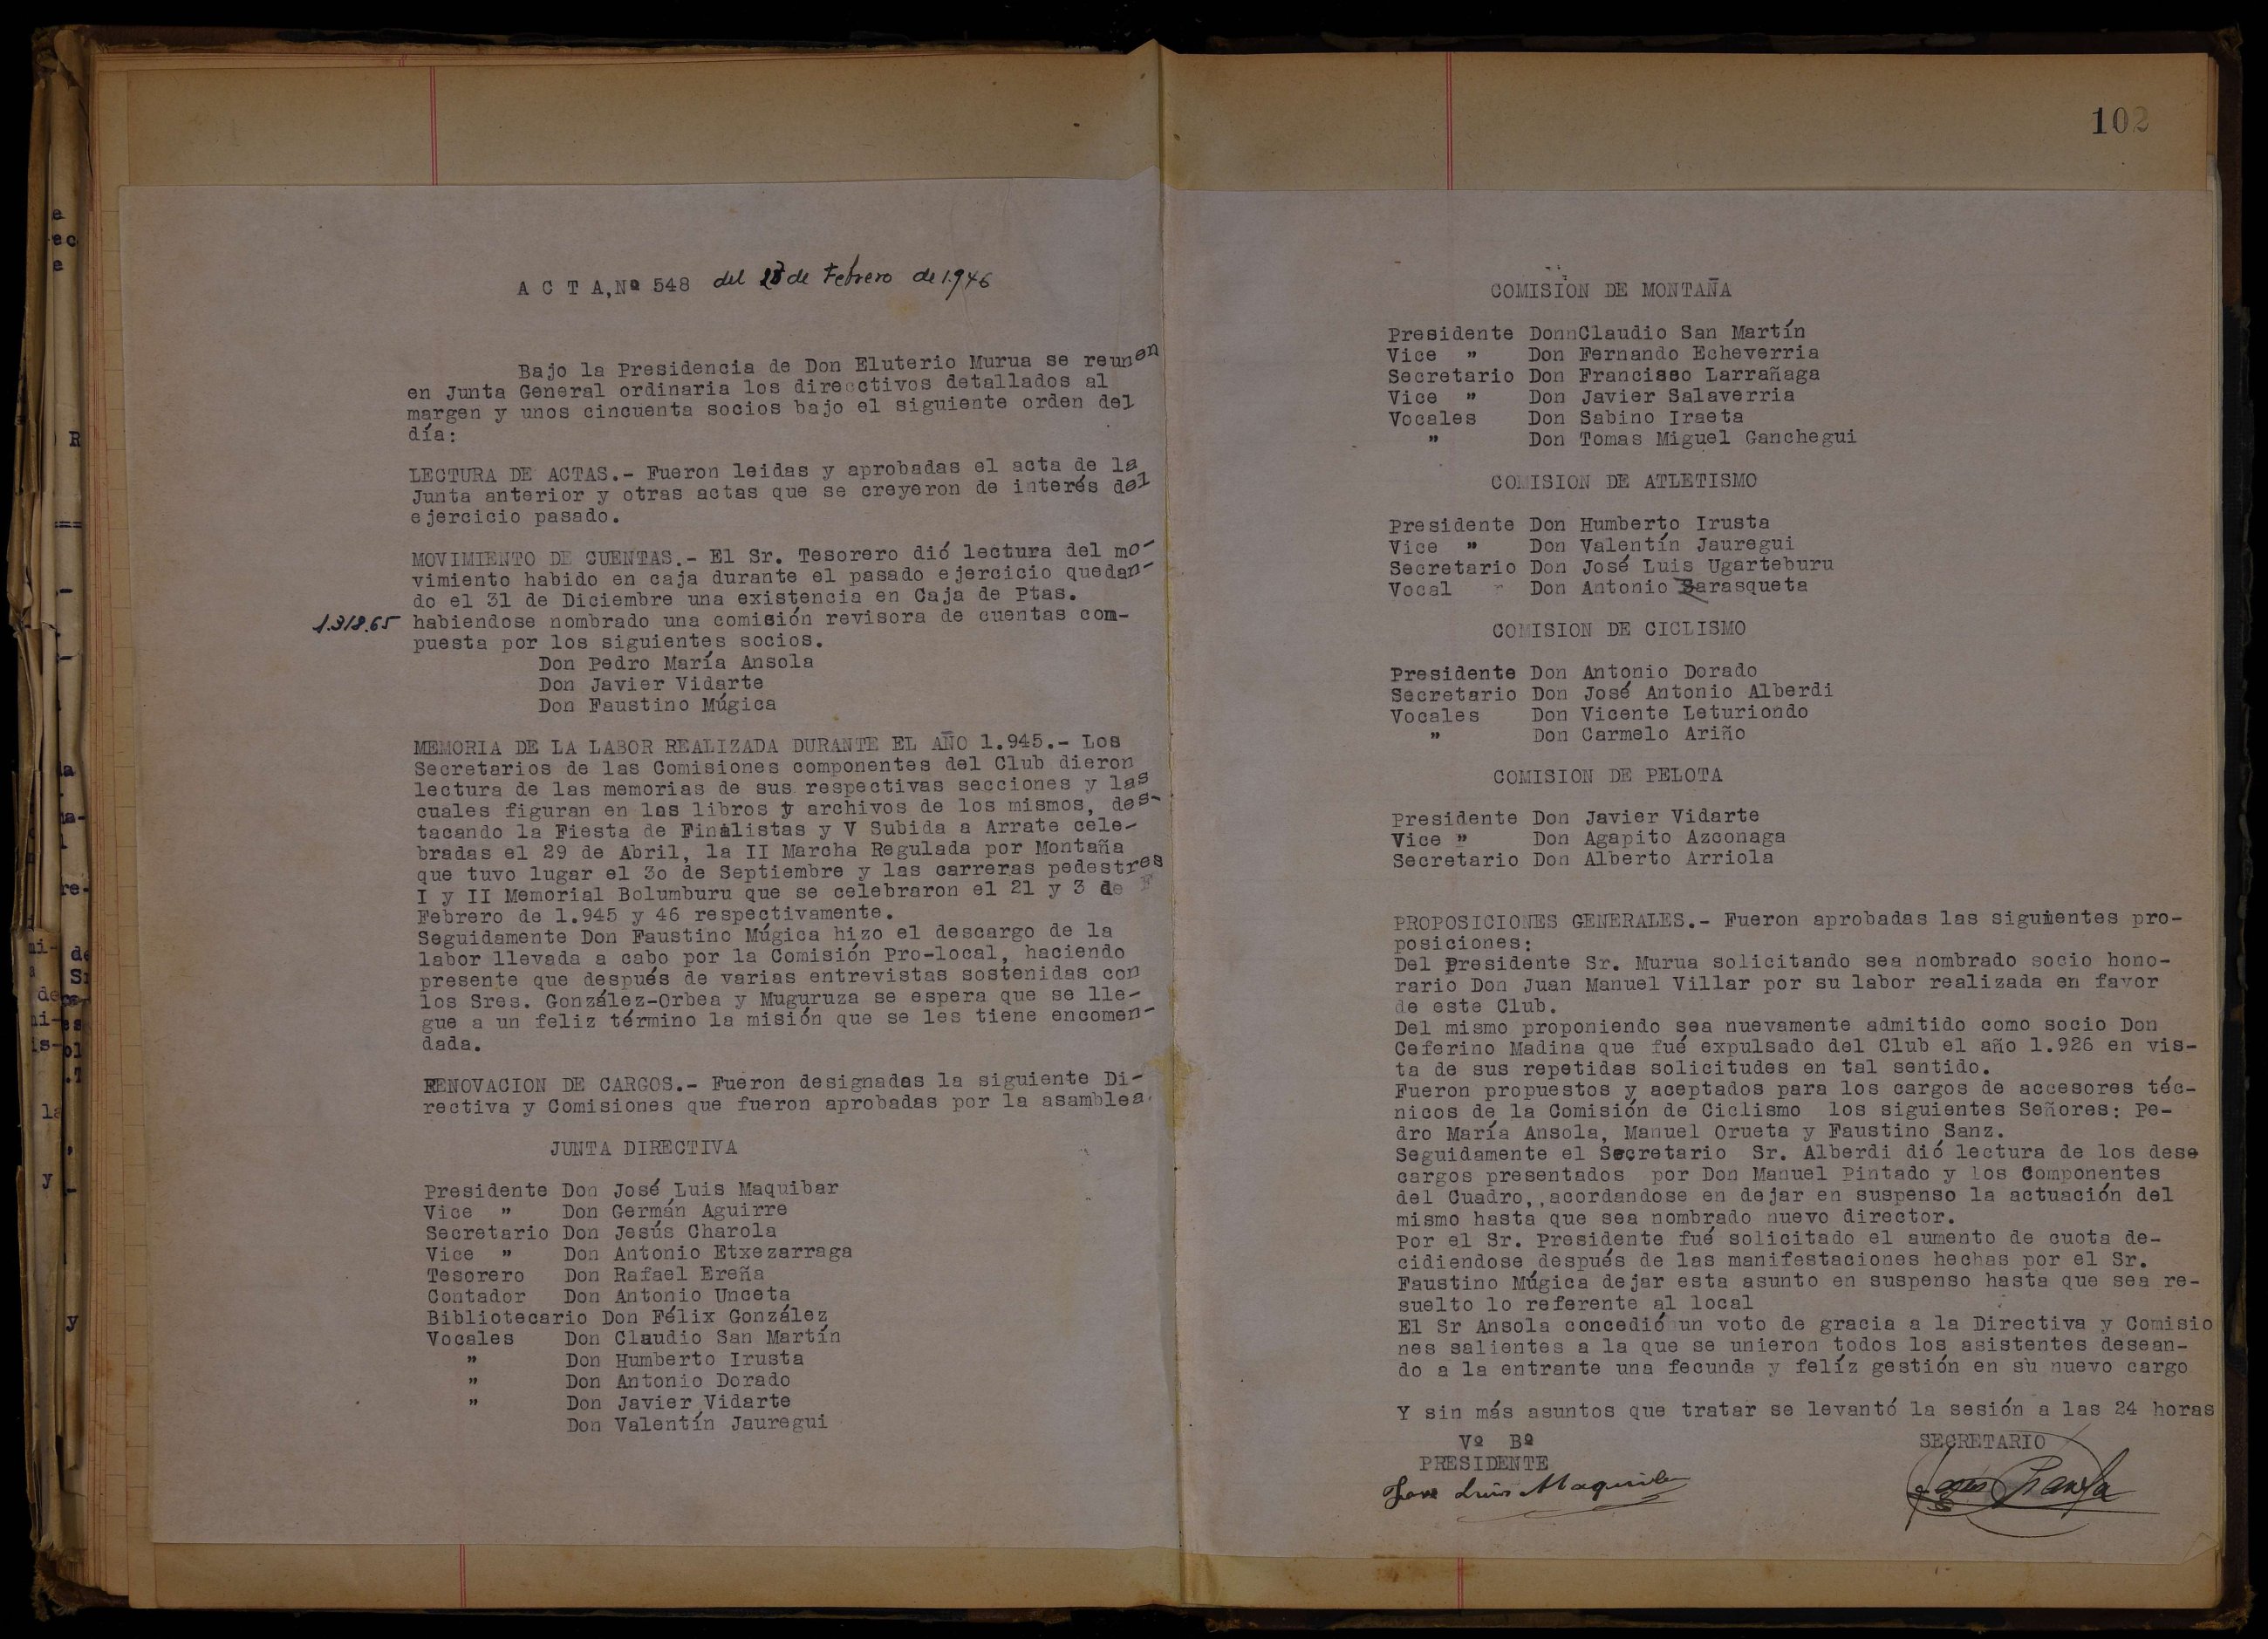 A C T A, Nº 548 del de Febrero de 1.946
Bajo la Presidencia de Don Eluterio Murua se reunen
en Junta General ordinaria los direcctivos detallados al
margen y unos cincuenta socios bajo el siguiente orden del
día:
LECTURA DE ACTAS.- Fueron leidas y aprobadas el acta de la
Junta anterior y otras actas que se creyeron de interés del
ejercicio pasado.
MOVIMIENTO DE CUENTAS.- El Sr. Tesorero dió lectura del mo-
vimiento habido en caja durante el pasado ejercicio quedan-
do el 31 de Diciembre una existencia en Caja de Ptas.
1.318.65 habiendose nombrado una comisión revisora de cuentas com-
puesta por los siguientes socios.
Don Pedro María Ansola
Don Javier Vidarte
Don Faustino Múgica
MEMORIA DE LA LABOR REALIZADA DURANTE EL AÑO 1.945.- Los
Secretarios de las Comisiones componentes del Club dieron
lectura de las memorias de sus respectivas secciones y las
cuales figuran en los libros y archivos de los mismos, des-
tacando la Fiesta de Finalistas y V Subida a Arrate cele-
bradas el 29 de Abril, la II Marcha Regulada por Montaña
que tuvo lugar el 3o de Septiembre y las carreras pedestres
I y II Memorial Bolumburu que se celebraron el 21 y 3 de F
Febrero de 1.945 y 46 respectivamente.
Seguidamente Don Faustino Múgica hizo el descargo de la
labor llevada a cabo por la Comisión Pro-local, haciendo
presente que después de varias entrevistas sostenidas con
los Sres. González-Orbea y Muguruza se espera que se lle-
gue a un feliz término la misión que se les tiene encomen-
dada.
RENOVACION DE CARGOS.- Fueron designadas la siguiente Di-
rectiva y Comisiones que fueron aprobadas por la asamblea.
JUNTA DIRECTIVA
Presidente Don José Luis Maquibar
Vice " Don Germán Aguirre
Secretario Don Jesús Charola
Vice " Don Antonio Etxezarraga
Tesorero Don Rafael Ereña
Contador Don Antonio Unceta
Bibliotecario Don Félix González
Vocales Don Claudio San Martín
" Don Humberto Irusta
" Don Antonio Dorado
" Don Javier Vidarte
Don Valentín Jauregui
102
COMISION DE MONTAÑA
Presidente DonnClaudio San Martín
Vice " Don Fernando Echeverria
Secretario Don Francisso Larrañaga
Vice " Don Javier Salaverria
Vocales Don Sabino Iraeta
" Don Tomas Miguel Ganchegui
COMISION DE ATLETISMO
Presidente Don Humberto Irusta
Vice " Don Valentín Jauregui
Secretario Don José Luis Ugarteburu
Vocal " Don Antonio Sarasqueta
COMISION DE CICLISMO
Presidente Don Antonio Dorado
Secretario Don José Antonio Alberdi
Vocales Don Vicente Leturiondo
" Don Carmelo Ariño
COMISION DE PELOTA
Presidente Don Javier Vidarte
Vice " Don Agapito Azconaga
Secretario Don Alberto Arriola
PROPOSICIONES GENERALES.- Fueron aprobadas las siguientes pro-
posiciones:
Del Presidente Sr. Murua solicitando sea nombrado socio hono-
rario Don Juan Manuel Villar por su labor realizada en favor
de este Club.
Del mismo proponiendo sea nuevamente admitido como socio Don
Ceferino Madina que fué expulsado del Club el año 1.926 en vis-
ta de sus repetidas solicitudes en tal sentido.
Fueron propuestos y aceptados para los cargos de accesores téc-
nicos de la Comisión de Ciclismo los siguientes Señores: Pe-
dro María Ansola, Manuel Orueta y Faustino Sanz.
Seguidamente el Secretario Sr. Alberdi dió lectura de los dese
cargos presentados por Don Manuel Pintado y los Componentes
del Cuadro,,acordandose en dejar en suspenso la actuación del
mismo hasta que sea nombrado nuevo director.
Por el Sr. Presidente fué solicitado el aumento de cuota de-
cidiendose después de las manifestaciones hechas por el Sr.
Faustino Múgica dejar esta asunto en suspenso hasta que sea re-
suelto lo referente al local
El Sr Ansola concedió un voto de gracia a la Directiva y Comisio
nes salientes a la que se unieron todos los asistentes desean-
do a la entrante una fecunda y felíz gestión en su nuevo cargo
Y sin más asuntos que tratar se levantó la sesión a las 24 horas
Vº Bº SECRETARIO
PRESIDENTE
Jose Luis Maquibar